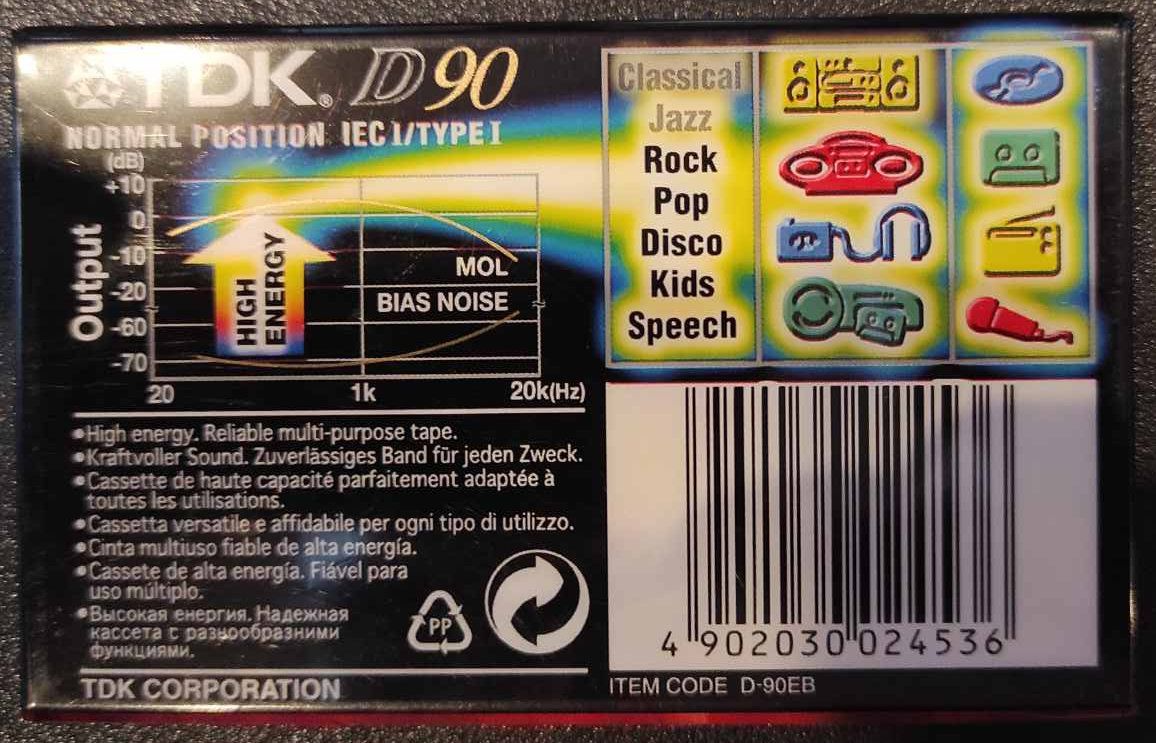 TDK® D90
NORMAL POSITION IEC I/TYPE I
(dB)
+10
0
-10
-20
-60
-70
Output
HIGH
ENERGY
MOL
BIAS NOISE
20 1k 20k(Hz)
Classical
Jazz
Rock
Pop
Disco
Kids
Speech
•High energy. Reliable multi-purpose tape.
•Kraftvoller Sound. Zuverlässiges Band für jeden Zweck.
•Cassette de haute capacité parfaitement adaptée à
toutes les utilisations.
•Cassetta versatile e affidabile per ogni tipo di utilizzo.
•Cinta multiuso fiable de alta energía.
•Cassete de alta energía. Fiável para
uso múltiplo.
•Высокая енергия. Надежная
кассета с разнообразними
функциями.
PP
TDK CORPORATION
4 902030 024536
ITEM CODE D-90EB